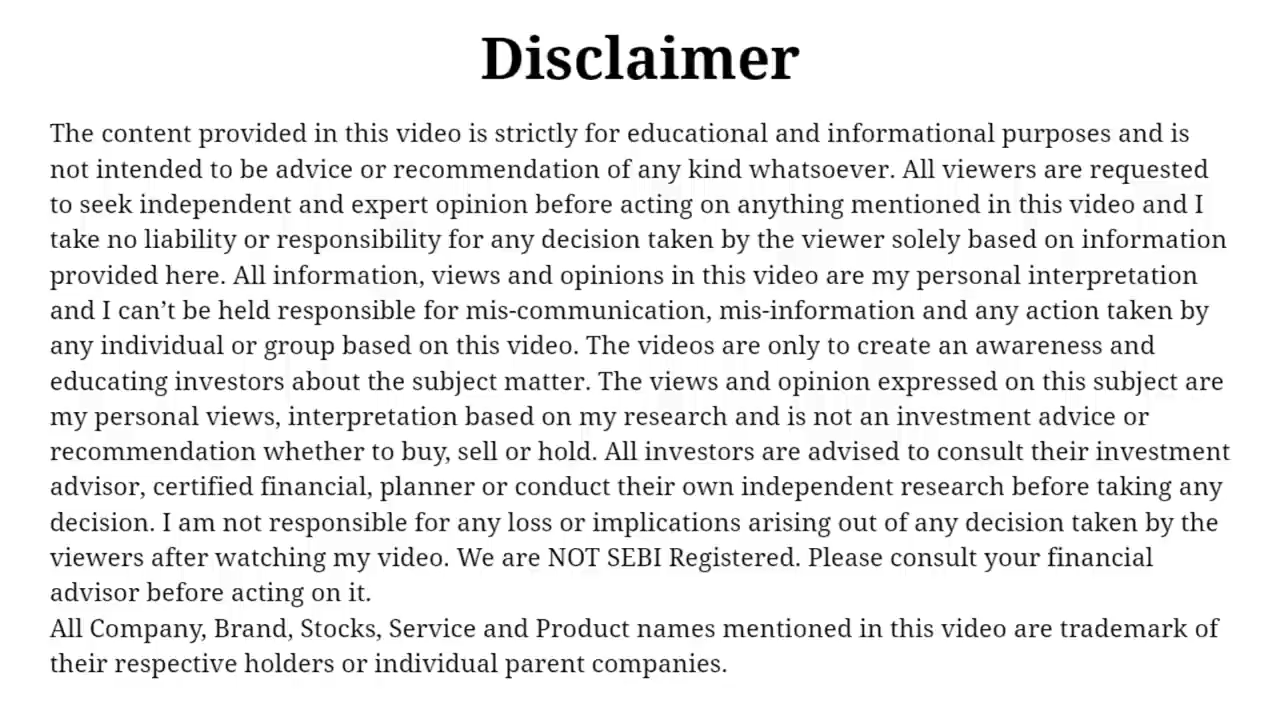 Disclaimer
The content provided in this video is strictly for educational and informational purposes and is
not intended to be advice or recommendation of any kind whatsoever. All viewers are requested
to seek independent and expert opinion before acting on anything mentioned in this video and I
take no liability or responsibility for any decision taken by the viewer solely based on information
provided here. All information, views and opinions in this video are my personal interpretation
and I can’t be held responsible for mis-communication, mis-information and any action taken by
any individual or group based on this video. The videos are only to create an awareness and
educating investors about the subject matter. The views and opinion expressed on this subject are
my personal views, interpretation based on my research and is not an investment advice or
recommendation whether to buy, sell or hold. All investors are advised to consult their investment
advisor, certified financial, planner or conduct their own independent research before taking any
decision. I am not responsible for any loss or implications arising out of any decision taken by the
viewers after watching my video. We are NOT SEBI Registered. Please consult your financial
advisor before acting on it.
All Company, Brand, Stocks, Service and Product names mentioned in this video are trademark of
their respective holders or individual parent companies.